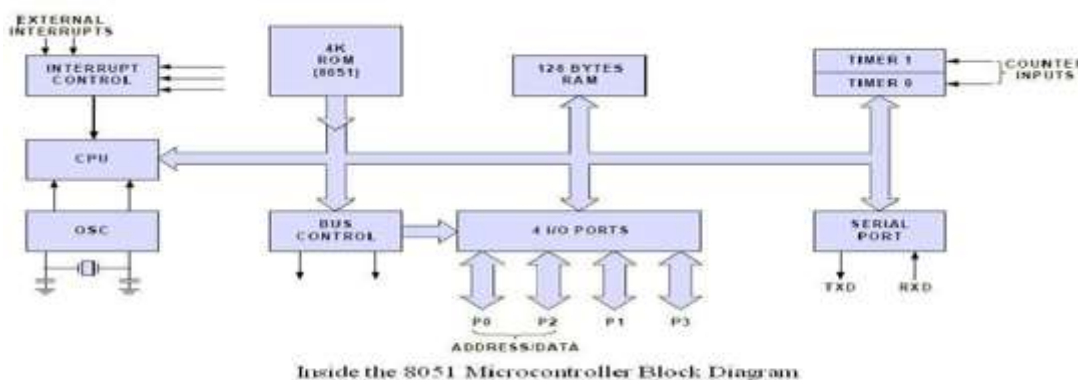 EXTERNAL
INTERRUPTS
INTERRUPT
CONTROL
4K
ROM
(8051)
128 BYTES
RAM
TIMER 1
TIMER 0
COUNTER
INPUTS
CPU
OSC
BUS
CONTROL
4 I/O PORTS
SERIAL
PORT
TXD RXD
P0 P2 P1 P3
ADDRESS/DATA
Inside the 8051 Microcontroller Block Diagram